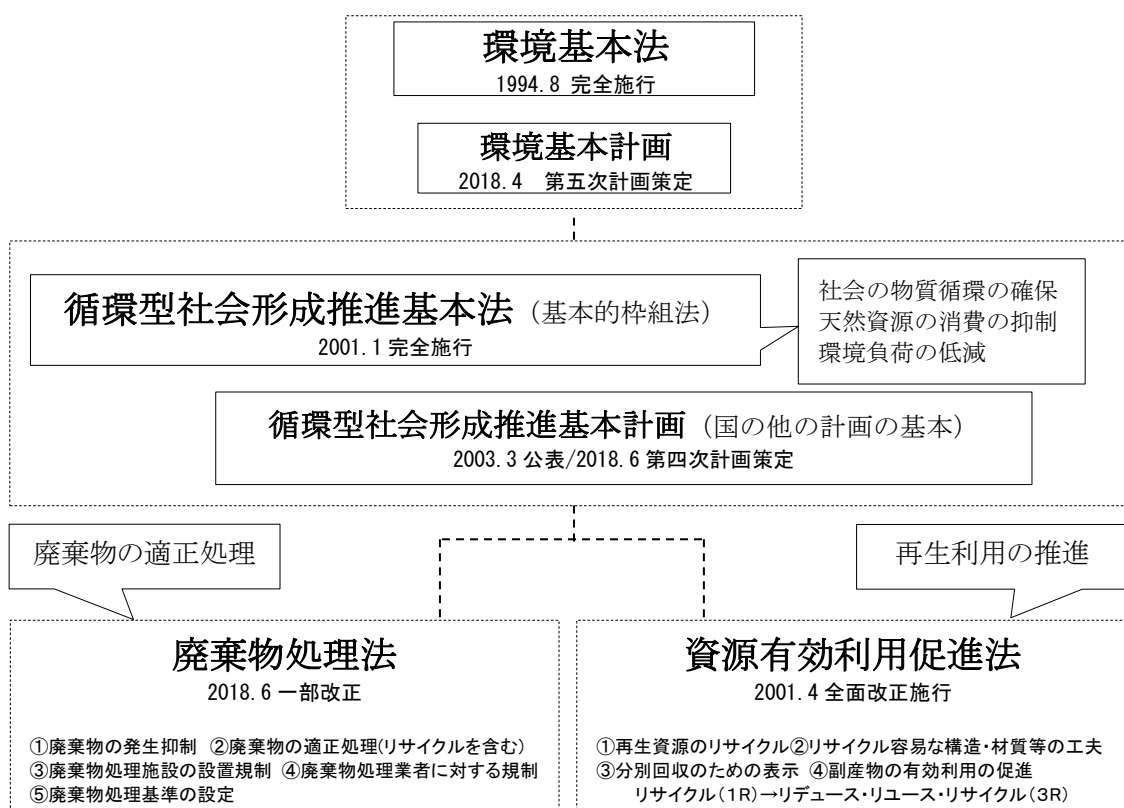 環境基本法
1994.8 完全施行
環境基本計画
2018.4　第五次計画策定
循環型社会形成推進基本法（基本的枠組法）
2001.1 完全施行
社会の物質循環の確保
天然資源の消費の抑制
環境負荷の低減
循環型社会形成推進基本計画（国の他の計画の基本）
2003.3 公表/2018.6 第四次計画策定
廃棄物の適正処理
再生利用の推進
廃棄物処理法
2018.6 一部改正
①廃棄物の発生抑制 ②廃棄物の適正処理(リサイクルを含む)
③廃棄物処理施設の設置規制 ④廃棄物処理業者に対する規制
⑤廃棄物処理基準の設定
資源有効利用促進法
2001.4 全面改正施行
①再生資源のリサイクル②リサイクル容易な構造・材質等の工夫
③分別回収のための表示 ④副産物の有効利用の促進
リサイクル(1R)→リデュース・リユース・リサイクル(3R)